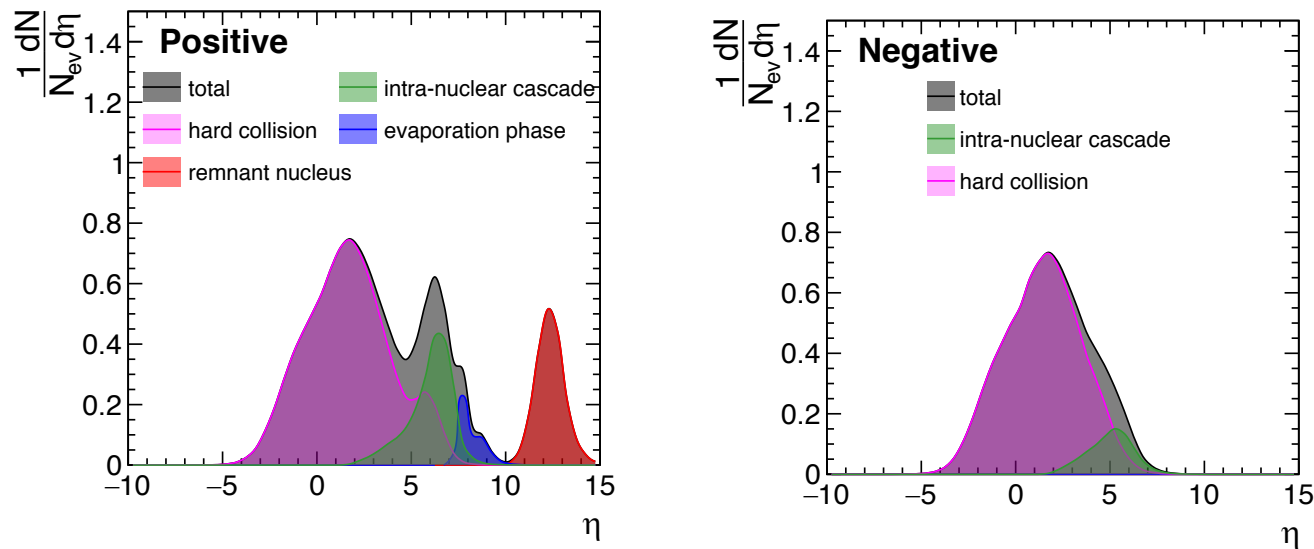 1 dN
N_ev dη
Positive
total
intra-nuclear cascade
hard collision
evaporation phase
remnant nucleus
1.4
1.2
1
0.8
0.6
0.4
0.2
0
−10 −5 0 5 10 15
η
1 dN
N_ev dη
Negative
total
intra-nuclear cascade
hard collision
1.4
1.2
1
0.8
0.6
0.4
0.2
0
−10 −5 0 5 10 15
η